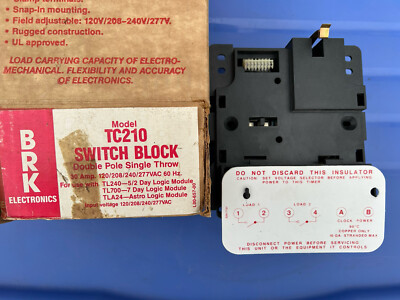 • Snap-in mounting.
• Field adjustable: 120V/208-240V/277V.
• Rugged construction.
• UL approved.
LOAD CARRYING CAPACITY OF ELECTRO-
MECHANICAL. FLEXIBILITY AND ACCURACY
OF ELECTRONICS.
BRK
ELECTRONICS
Model
TC210
SWITCH BLOCK
Double Pole Single Throw
Amp. 120/208/240/277VAC 60 Hz.
For use with TL240—5/2 Day Logic Module
TL700—7 Day Logic Module
TLA24—Astro Logic Module
Input voltage 120/208/240/277VAC
DO NOT DISCARD THIS INSULATOR
CAUTION: SET VOLTAGE SELECTOR BEFORE APPLYING
POWER TO THIS TIMER
LOAD 1
LOAD 2
1 2 3 4 A B
CLOCK POWER
COPPER ONLY
DISCONNECT POWER BEFORE SERVICING
THIS UNIT OR THE EQUIPMENT IT CONTROLS